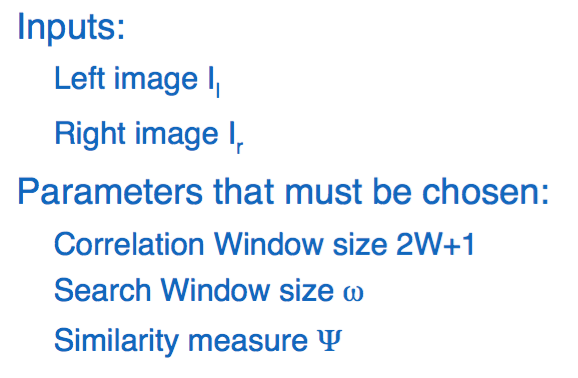 Inputs:
Left image Iₗ
Right image Iᵣ
Parameters that must be chosen:
Correlation Window size 2W+1
Search Window size ω
Similarity measure Ψ